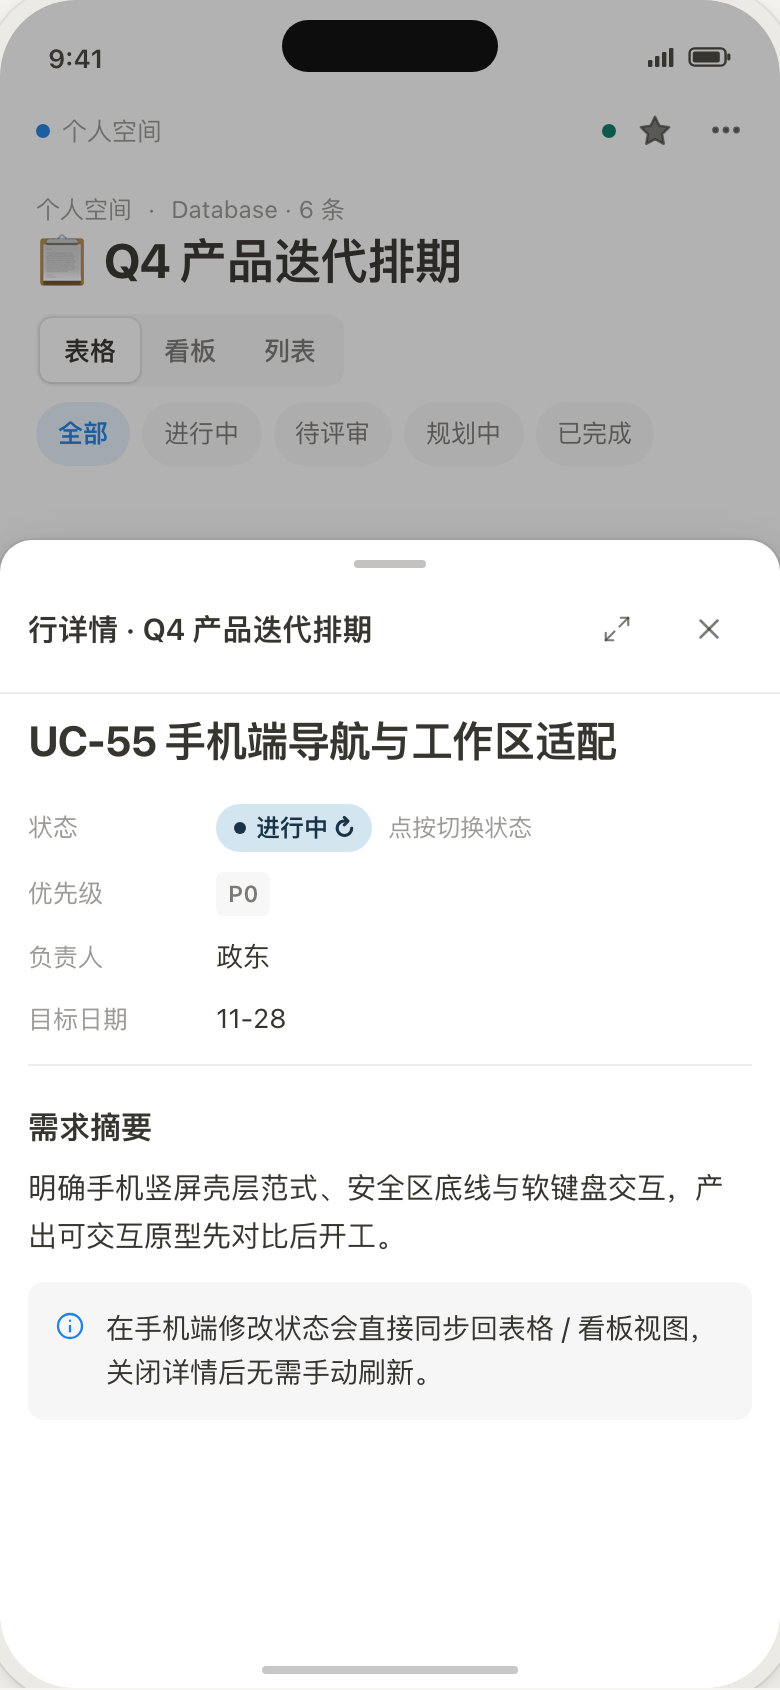 9:41
个人空间
个人空间 · Database · 6 条
Q4 产品迭代排期
表格 看板 列表
全部 进行中 待评审 规划中 已完成
行详情 · Q4 产品迭代排期
UC-55 手机端导航与工作区适配
状态 进行中 点按切换状态
优先级 P0
负责人 政东
目标日期 11-28
需求摘要
明确手机竖屏壳层范式、安全区底线与软键盘交互，产
出可交互原型先对比后开工。
在手机端修改状态会直接同步回表格 / 看板视图，
关闭详情后无需手动刷新。